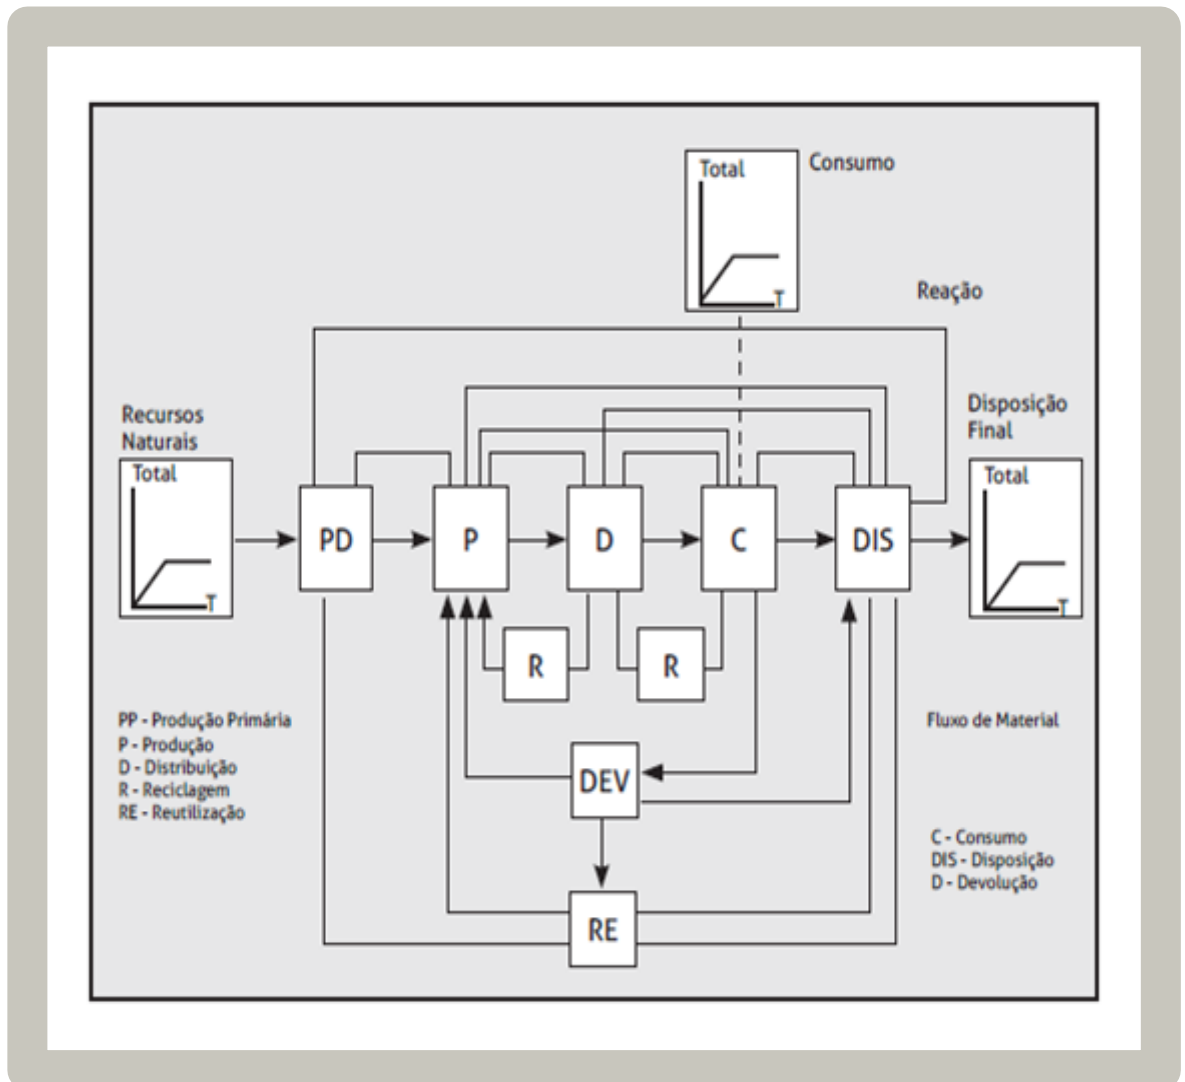 Total
Consumo
T
Reação
Recursos
Naturais
Total
T
Disposição
Final
Total
T
PD
P
D
C
DIS
R
R
PP - Produção Primária
P - Produção
D - Distribuição
R - Reciclagem
RE - Reutilização
Fluxo de Material
DEV
C - Consumo
DIS - Disposição
D - Devolução
RE